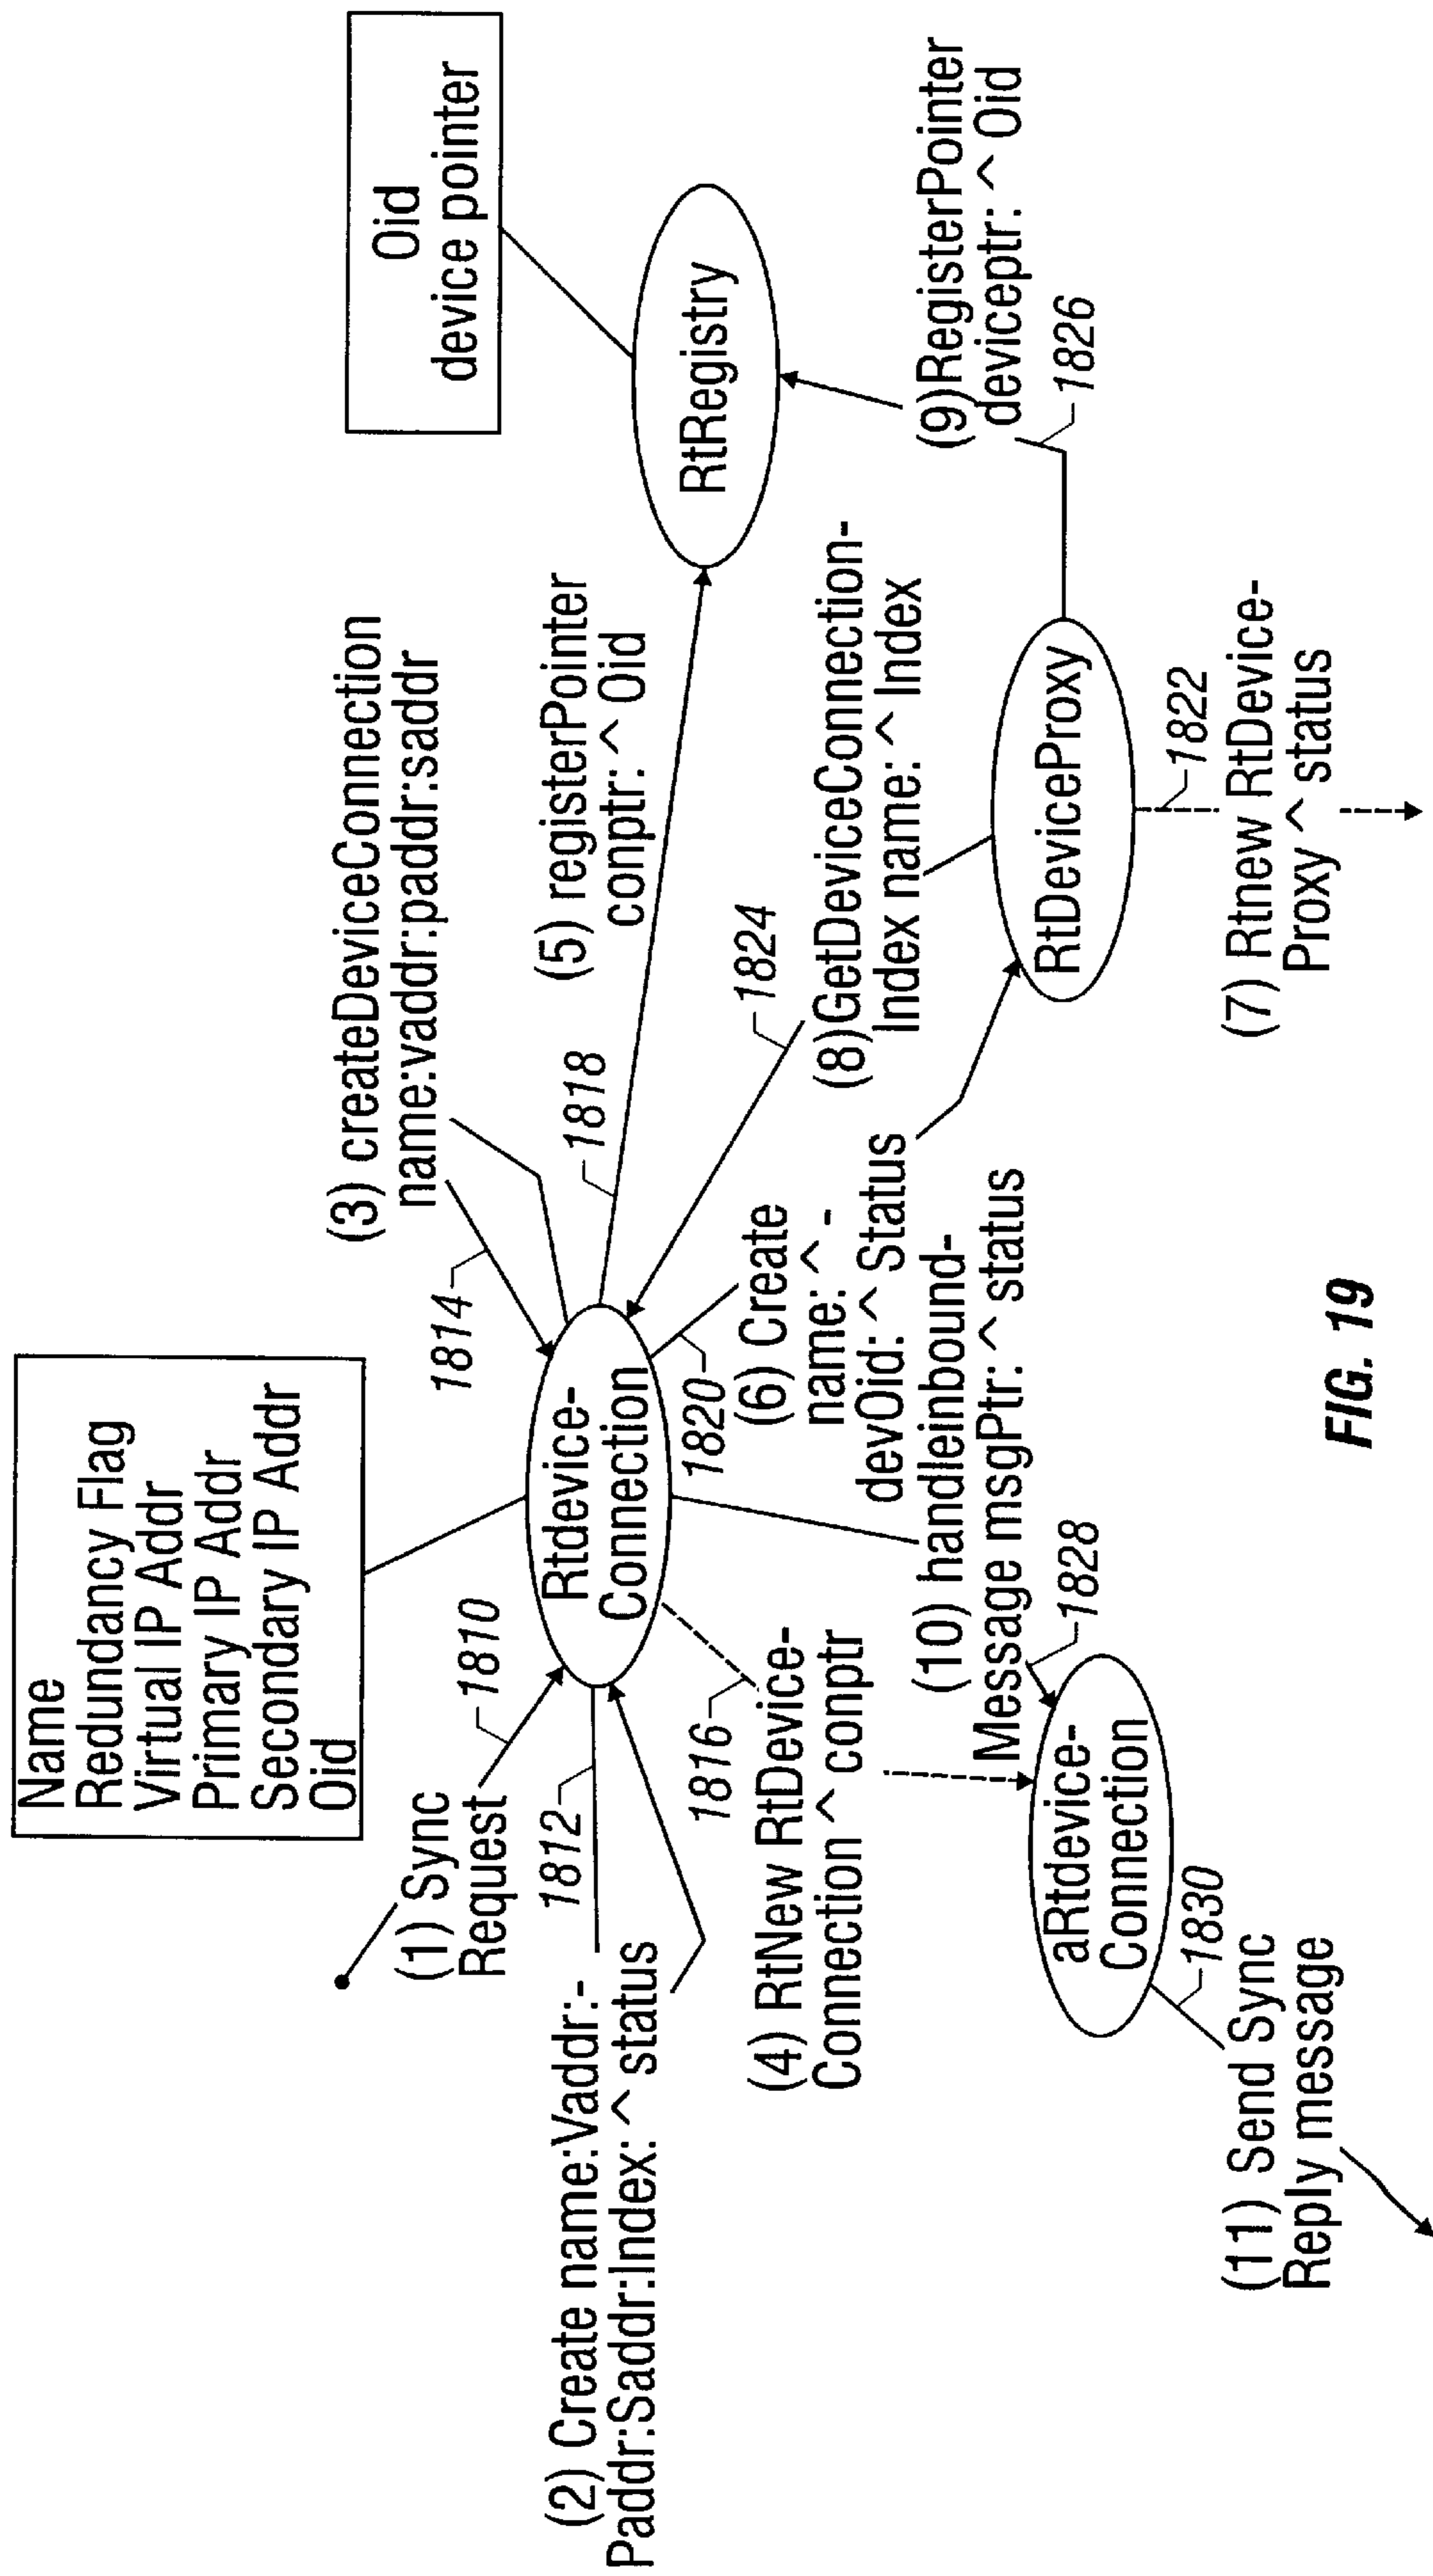 Name
Redundancy Flag
Virtual IP Addr
Primary IP Addr
Secondary IP Addr
Oid
Oid
device pointer
(1) Sync
Request
1810
1814
(3) createDeviceConnection
name:vaddr:paddr:saddr
(2) Create name:Vaddr:-
Paddr:Saddr:Index: ^ status
1812
Rtdevice-
Connection
1818
(5) registerPointer
conptr: ^ Oid
RtRegistry
1816
(4) RtNew RtDevice-
Connection ^ conptr
1820
(6) Create
name: ^ -
devOid: ^ Status
1824
(8)GetDeviceConnection-
Index name: ^ Index
(9)RegisterPointer
deviceptr: ^ Oid
1826
(10) handleinbound-
Message msgPtr: ^ status
1828
aRtdevice-
Connection
RtDeviceProxy
1830
(11) Send Sync
Reply message
1822
(7) Rtnew RtDevice-
Proxy ^ status
FIG. 19